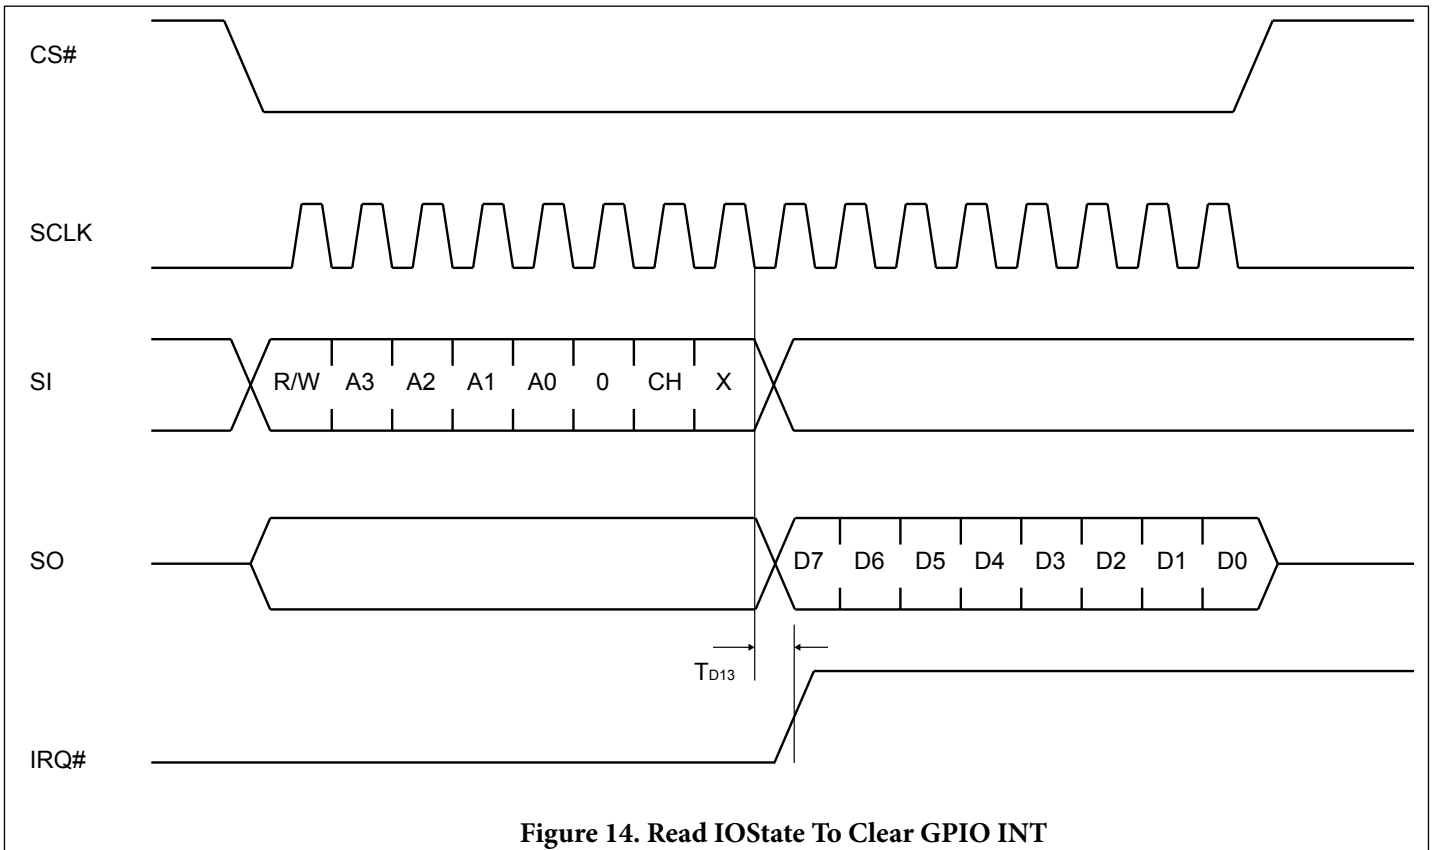 CS#
SCLK
SI R/W A3 A2 A1 A0 0 CH X
SO D7 D6 D5 D4 D3 D2 D1 D0
TD13
IRQ#
Figure 14. Read IOState To Clear GPIO INT